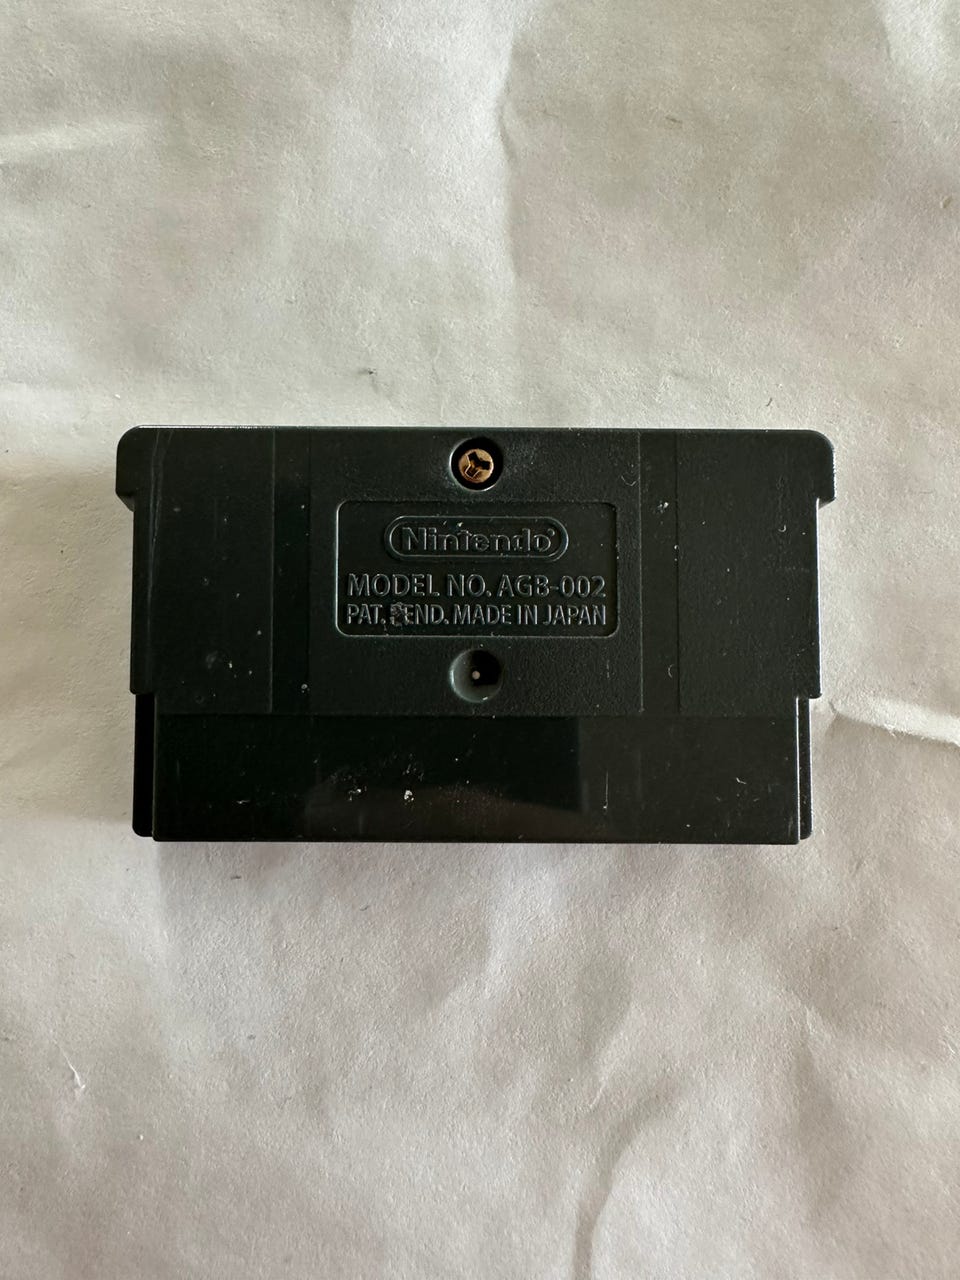 Nintendo®
MODEL NO. AGB-002
PAT. PEND. MADE IN JAPAN